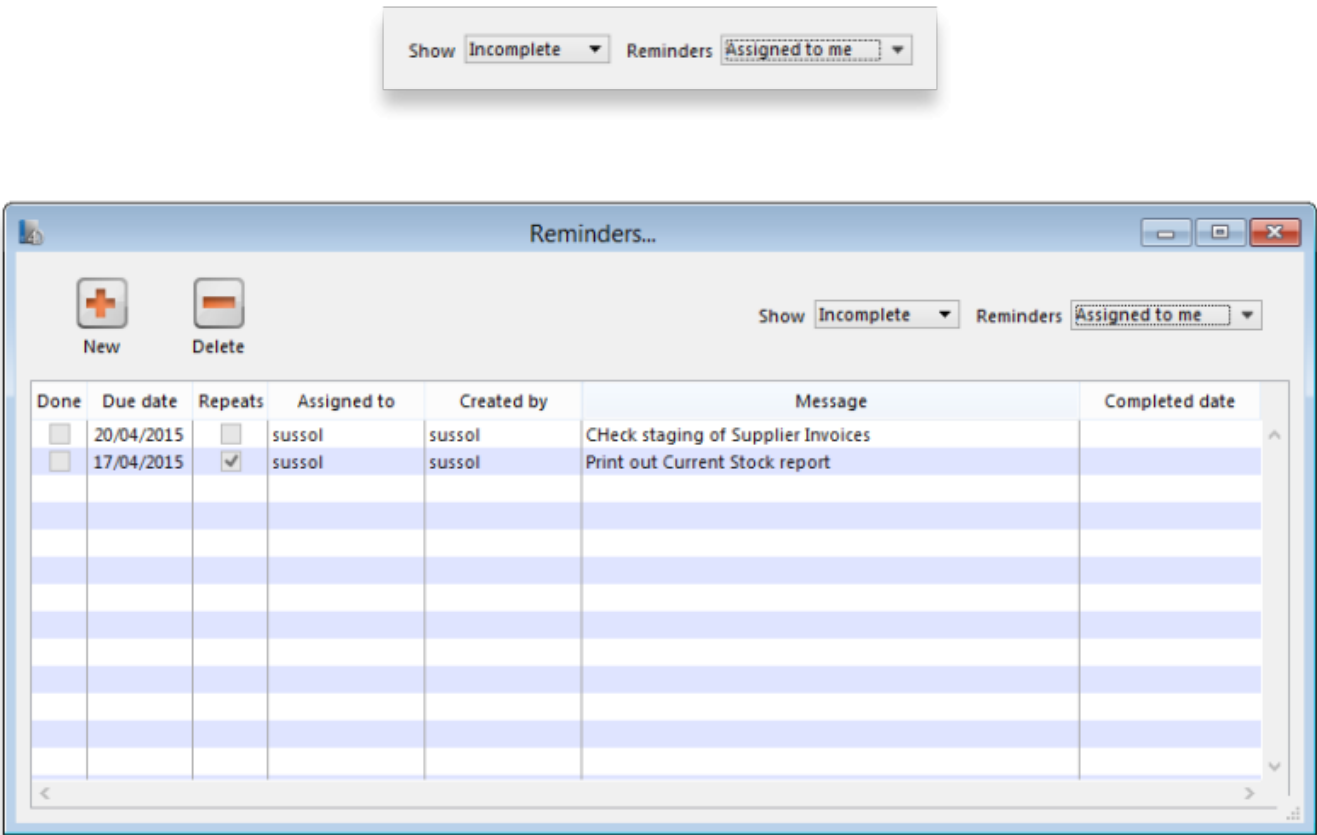 Show Incomplete Reminders Assigned to me
Reminders...
New Delete Show Incomplete Reminders Assigned to me
Done Due date Repeats Assigned to Created by Message Completed date
20/04/2015 sussol sussol CHeck staging of Supplier Invoices
17/04/2015 sussol sussol Print out Current Stock report